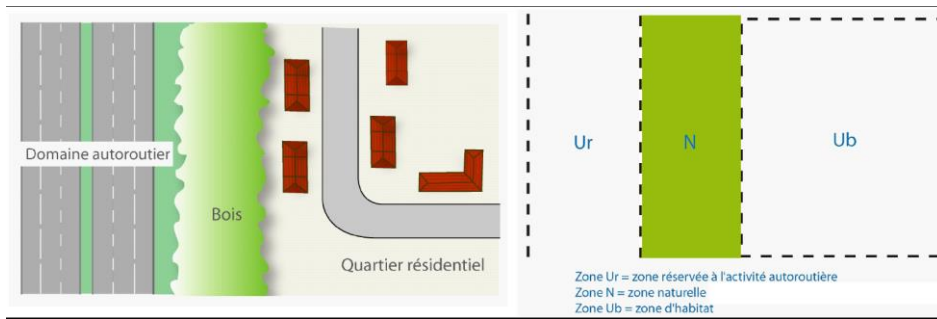 Domaine autoroutier
Bois
Quartier résidentiel
Ur
N
Ub
Zone Ur = zone réservée à l'activité autoroutière
Zone N = zone naturelle
Zone Ub = zone d'habitat